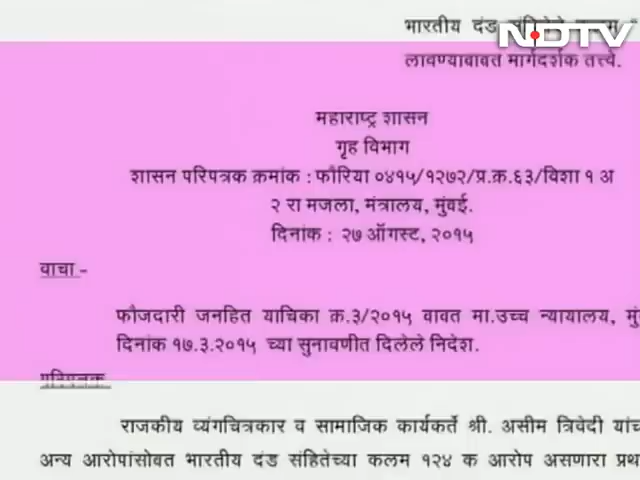 भारतीय दंड
NDTV
लावण्याबाबत मार्गदर्शक तत्त्वे.
महाराष्ट्र शासन
गृह विभाग
शासन परिपत्रक क्रमांक : फौरिया ०४१५/१२७२/प्र.क्र.६३/विशा १ अ
२ रा मजला, मंत्रालय, मुंबई.
दिनांक : २७ ऑगस्ट, २०१५
वाचा -
फौजदारी जनहित याचिका क्र.३/२०१५ बाबत मा.उच्च न्यायालय,
दिनांक १७.३.२०१५ च्या सुनावणीत दिलेले निदेश.
राजकीय व्यंगचित्रकार व सामाजिक कार्यकर्ते श्री. असीम त्रिवेदी
अन्य आरोपांसोबत भारतीय दंड संहितेच्या कलम १२४ क आरोप असणारा